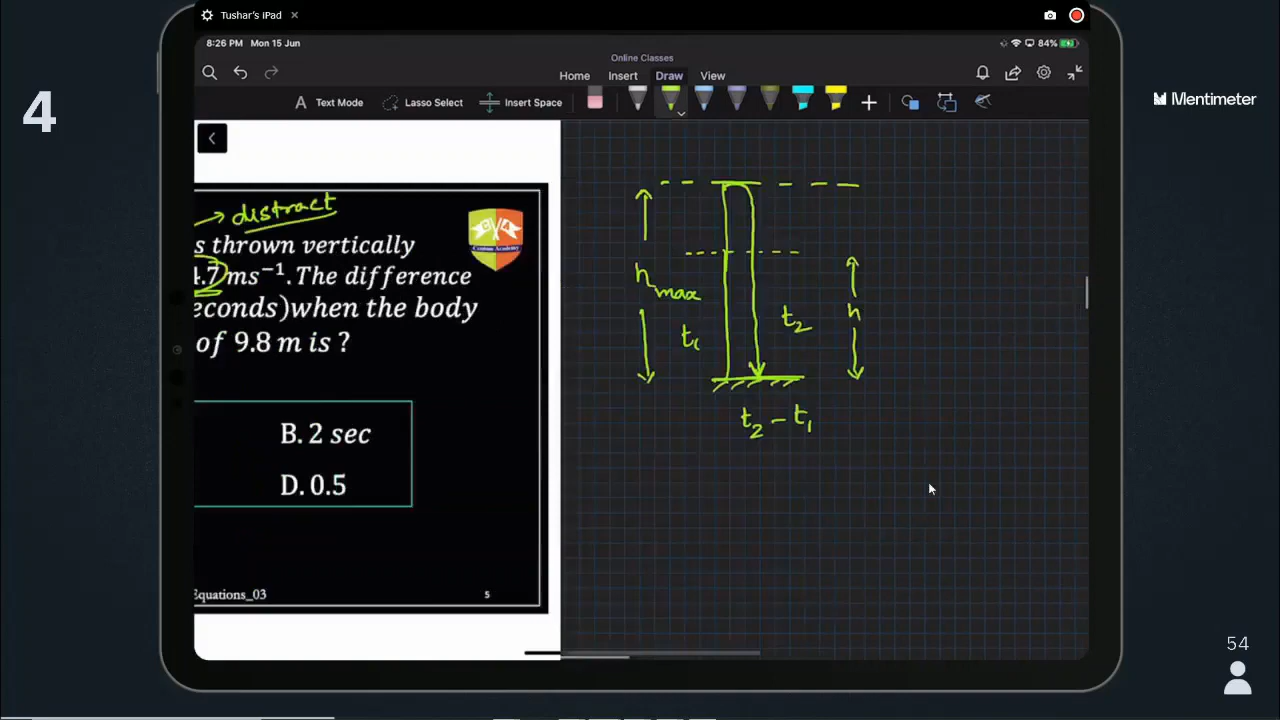 Tushar's iPad
8:26 PM Mon 15 Jun
84%
Online Classes
Home Insert Draw View
Text Mode Lasso Select Insert Space
4
Mentimeter
→ distract
s thrown vertically
4.7 ms⁻¹. The difference
econds)when the body
of 9.8 m is ?
B. 2 sec
D. 0.5
Equations_03
5
h max
t₁
t₂
h
t₂ - t₁
54